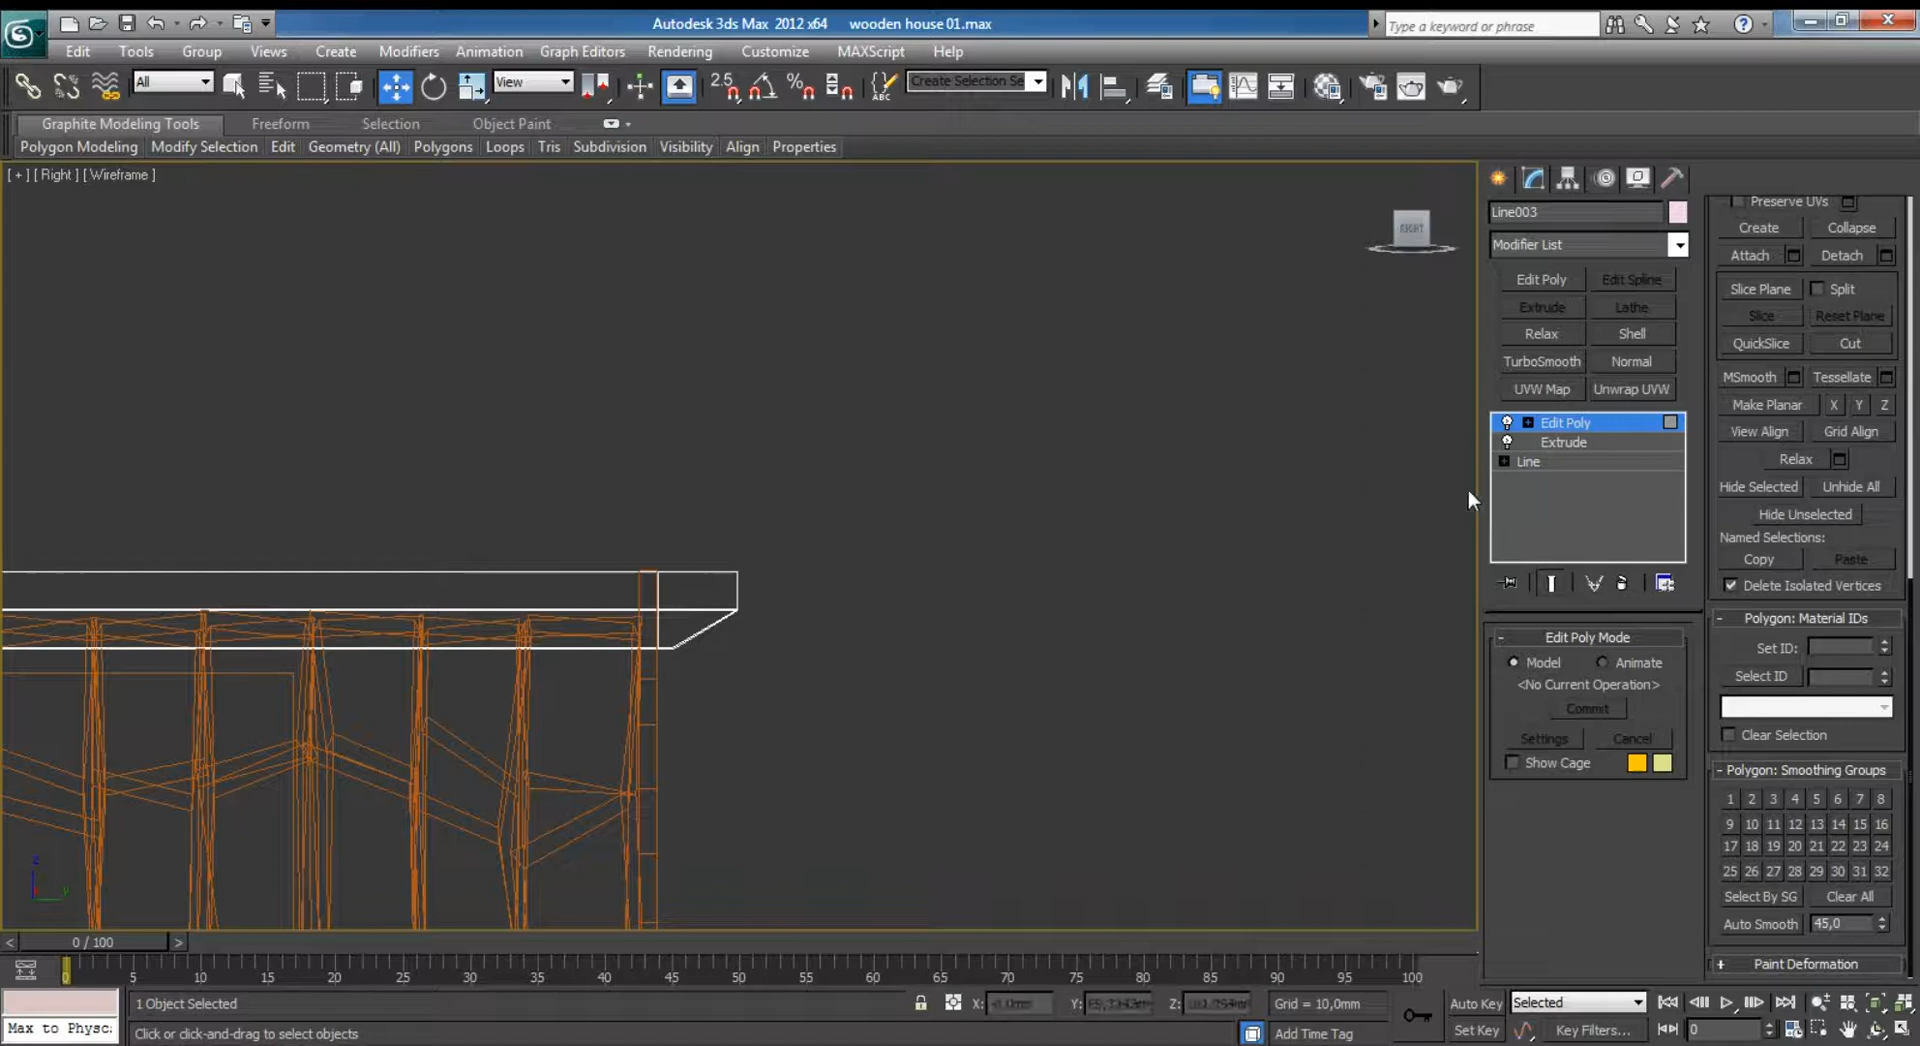 Autodesk 3ds Max 2012 x64 wooden house 01.max
Type a keyword or phrase
Edit Tools Group Views Create Modifiers Animation Graph Editors Rendering Customize MAXScript Help
All View 2.5 % ABC Create Selection Se
Graphite Modeling Tools Freeform Selection Object Paint
Polygon Modeling Modify Selection Edit Geometry (All) Polygons Loops Tris Subdivision Visibility Align Properties
[ + ] [ Right ] [ Wireframe ]
RIGHT
Line003
Modifier List
Edit Poly Edit Spline
Extrude Lathe
Relax Shell
TurboSmooth Normal
UVW Map Unwrap UVW
Edit Poly
Extrude
Line
- Edit Poly Mode
Model Animate
<No Current Operation>
Commit
Settings Cancel
Show Cage
Preserve UVs
Create Collapse
Attach Detach
Slice Plane Split
Slice Reset Plane
QuickSlice Cut
MSmooth Tessellate
Make Planar X Y Z
View Align Grid Align
Relax
Hide Selected Unhide All
Hide Unselected
Named Selections:
Copy Paste
Delete Isolated Vertices
- Polygon: Material IDs
Set ID:
Select ID
Clear Selection
- Polygon: Smoothing Groups
1 2 3 4 5 6 7 8
9 10 11 12 13 14 15 16
17 18 19 20 21 22 23 24
25 26 27 28 29 30 31 32
Select By SG Clear All
Auto Smooth 45,0
+ Paint Deformation
z
y
< 0 / 100 >
0 5 10 15 20 25 30 35 40 45 50 55 60 65 70 75 80 85 90 95 100
1 Object Selected X: Y: Z: Grid = 10,0mm Auto Key Selected
Max to Physc:
Click or click-and-drag to select objects Add Time Tag Set Key Key Filters... 0